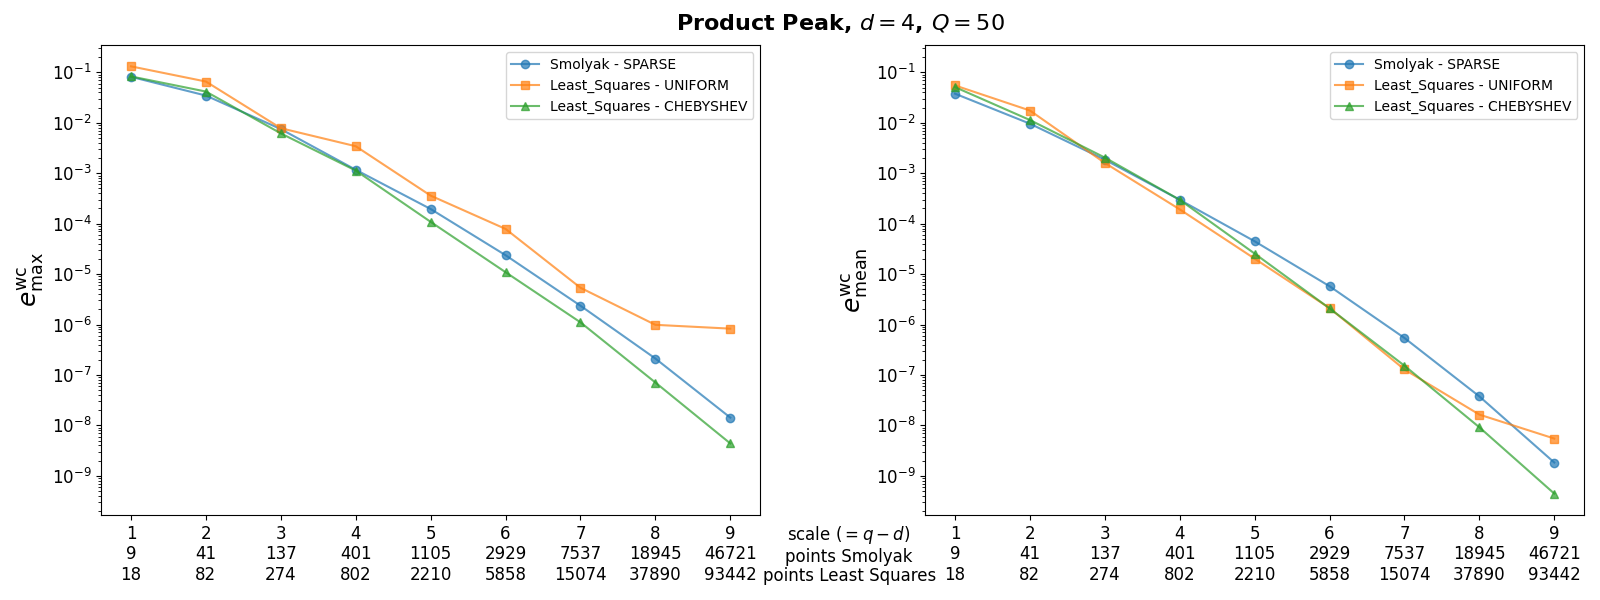 Product Peak, d = 4, Q = 50
e^wc_max
10^−1
10^−2
10^−3
10^−4
10^−5
10^−6
10^−7
10^−8
10^−9
Smolyak - SPARSE
Least_Squares - UNIFORM
Least_Squares - CHEBYSHEV
1 2 3 4 5 6 7 8 9
9 41 137 401 1105 2929 7537 18945 46721
18 82 274 802 2210 5858 15074 37890 93442
scale (= q − d)
points Smolyak
points Least Squares
e^wc_mean
10^−1
10^−2
10^−3
10^−4
10^−5
10^−6
10^−7
10^−8
10^−9
Smolyak - SPARSE
Least_Squares - UNIFORM
Least_Squares - CHEBYSHEV
1 2 3 4 5 6 7 8 9
9 41 137 401 1105 2929 7537 18945 46721
18 82 274 802 2210 5858 15074 37890 93442